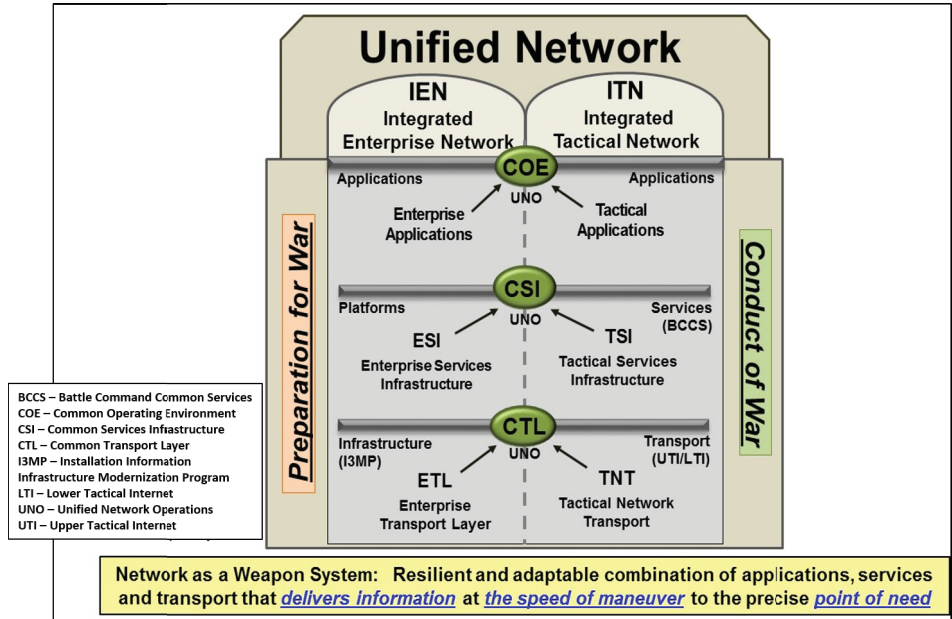 Unified Network
IEN
Integrated
Enterprise Network
ITN
Integrated
Tactical Network
COE
UNO
Applications
Applications
Enterprise
Applications
Tactical
Applications
Preparation for War
Conduct of War
CSI
UNO
Platforms
Services
(BCCS)
ESI
Enterprise Services
Infrastructure
TSI
Tactical Services
Infrastructure
CTL
UNO
Infrastructure
(I3MP)
Transport
(UTI/LTI)
ETL
Enterprise
Transport Layer
TNT
Tactical Network
Transport
BCCS – Battle Command Common Services
COE – Common Operating Environment
CSI – Common Services Infrastructure
CTL – Common Transport Layer
I3MP – Installation Information
Infrastructure Modernization Program
LTI – Lower Tactical Internet
UNO – Unified Network Operations
UTI – Upper Tactical Internet
Network as a Weapon System: Resilient and adaptable combination of applications, services
and transport that delivers information at the speed of maneuver to the precise point of need